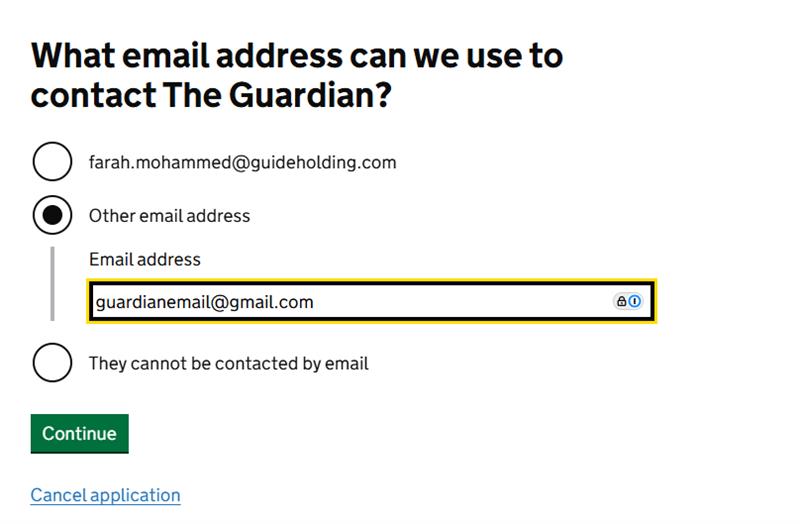 What email address can we use to
contact The Guardian?
farah.mohammed@guideholding.com
Other email address
Email address
guardianemail@gmail.com
They cannot be contacted by email
Continue
Cancel application